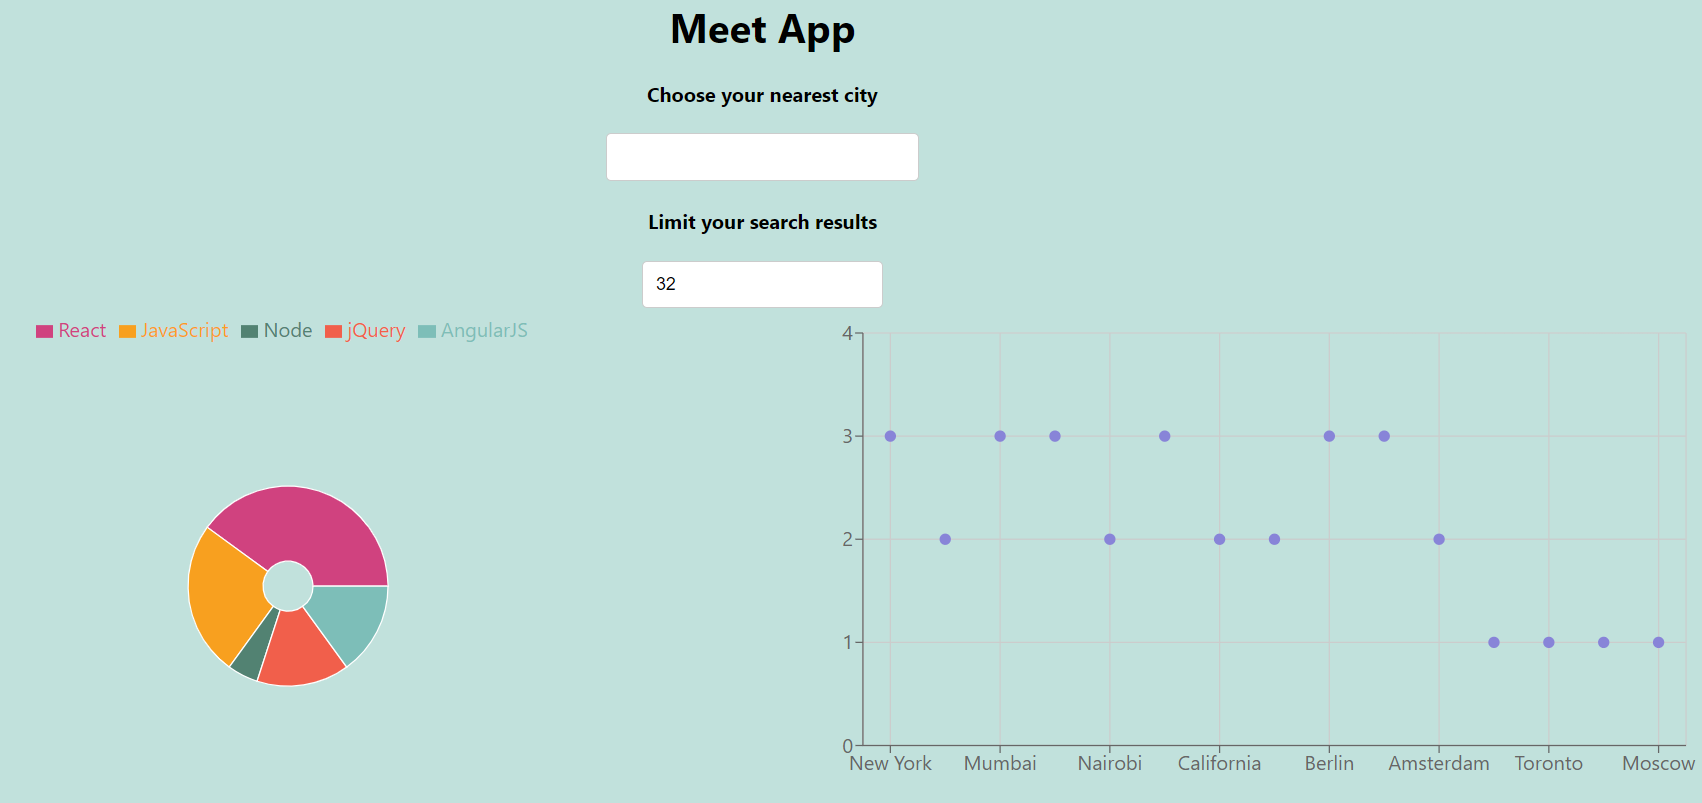 Meet App
Choose your nearest city
Limit your search results
32
React JavaScript Node jQuery AngularJS
4
3
2
1
0
New York Mumbai Nairobi California Berlin Amsterdam Toronto Moscow